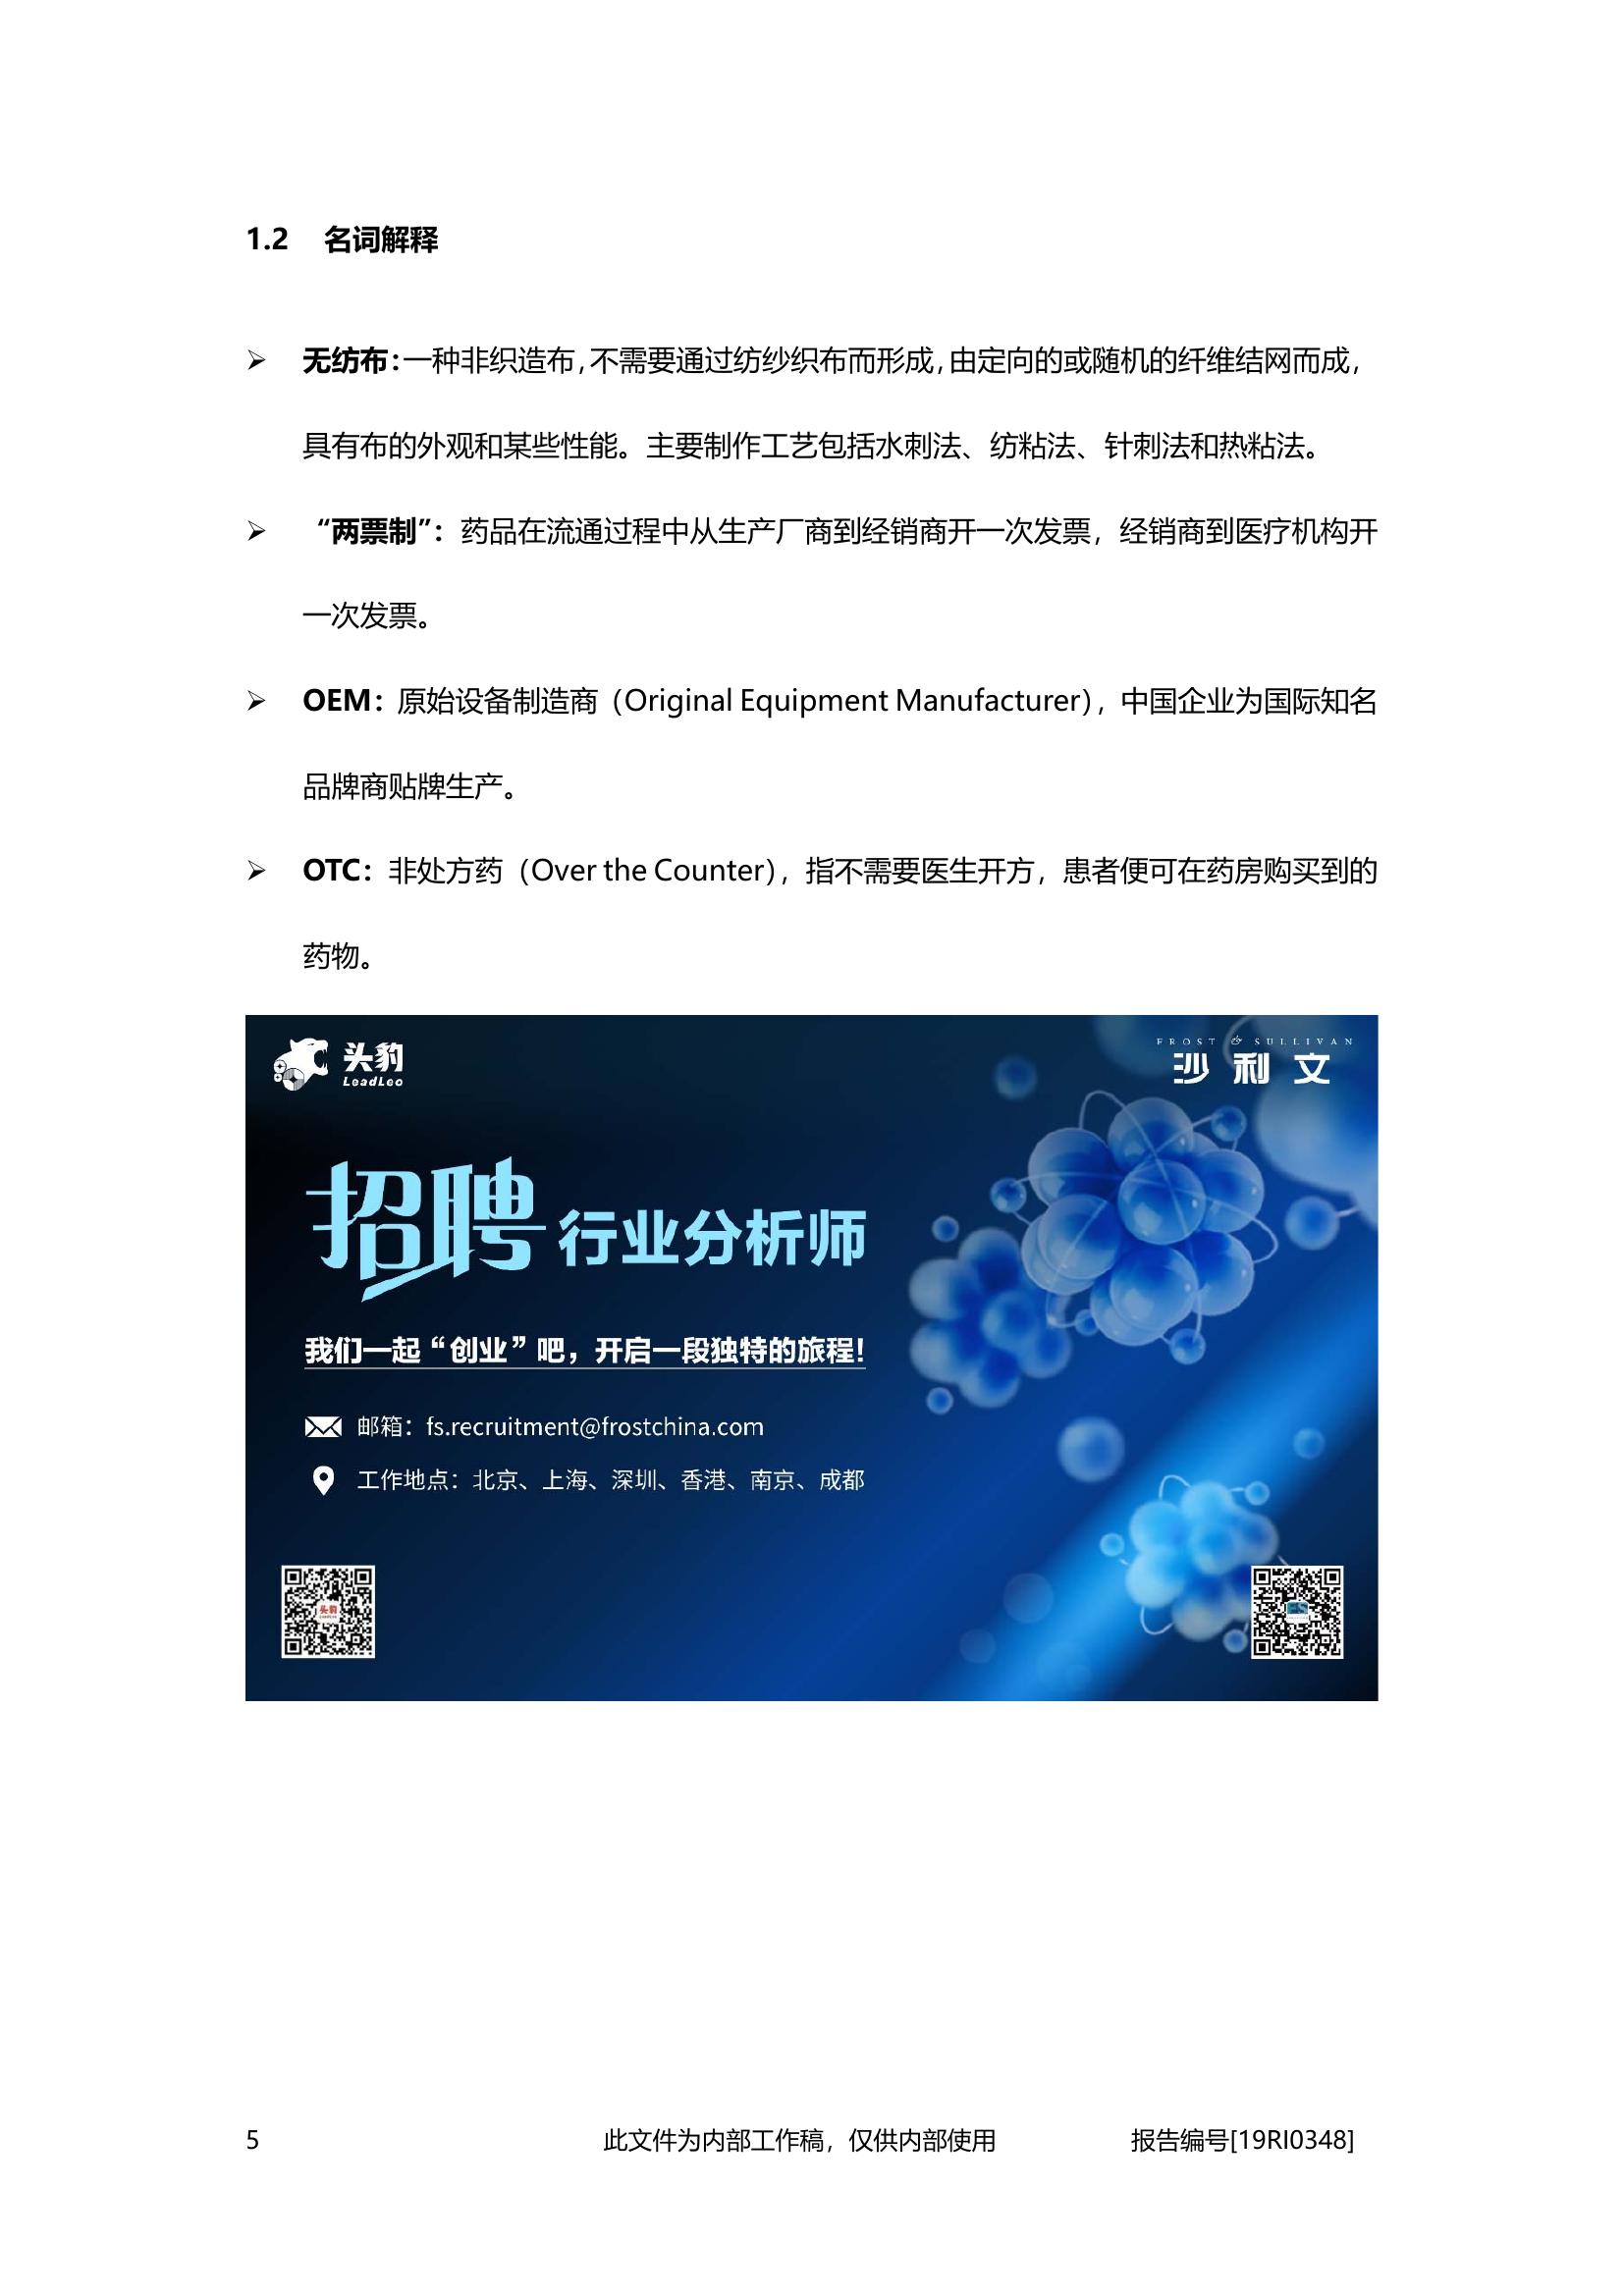 1.2 名词解释
➢ 无纺布：一种非织造布，不需要通过纺纱织布而形成，由定向的或随机的纤维结网而成，
具有布的外观和某些性能。主要制作工艺包括水刺法、纺粘法、针刺法和热粘法。
➢ “两票制”：药品在流通过程中从生产厂商到经销商开一次发票，经销商到医疗机构开
一次发票。
➢ OEM：原始设备制造商（Original Equipment Manufacturer），中国企业为国际知名
品牌商贴牌生产。
➢ OTC：非处方药（Over the Counter），指不需要医生开方，患者便可在药房购买到的
药物。
头豹
LeadLeo
FROST & SULLIVAN
沙利文
招聘 行业分析师
我们一起“创业”吧，开启一段独特的旅程！
邮箱：fs.recruitment@frostchina.com
工作地点：北京、上海、深圳、香港、南京、成都
头豹
5 此文件为内部工作稿，仅供内部使用 报告编号[19RI0348]